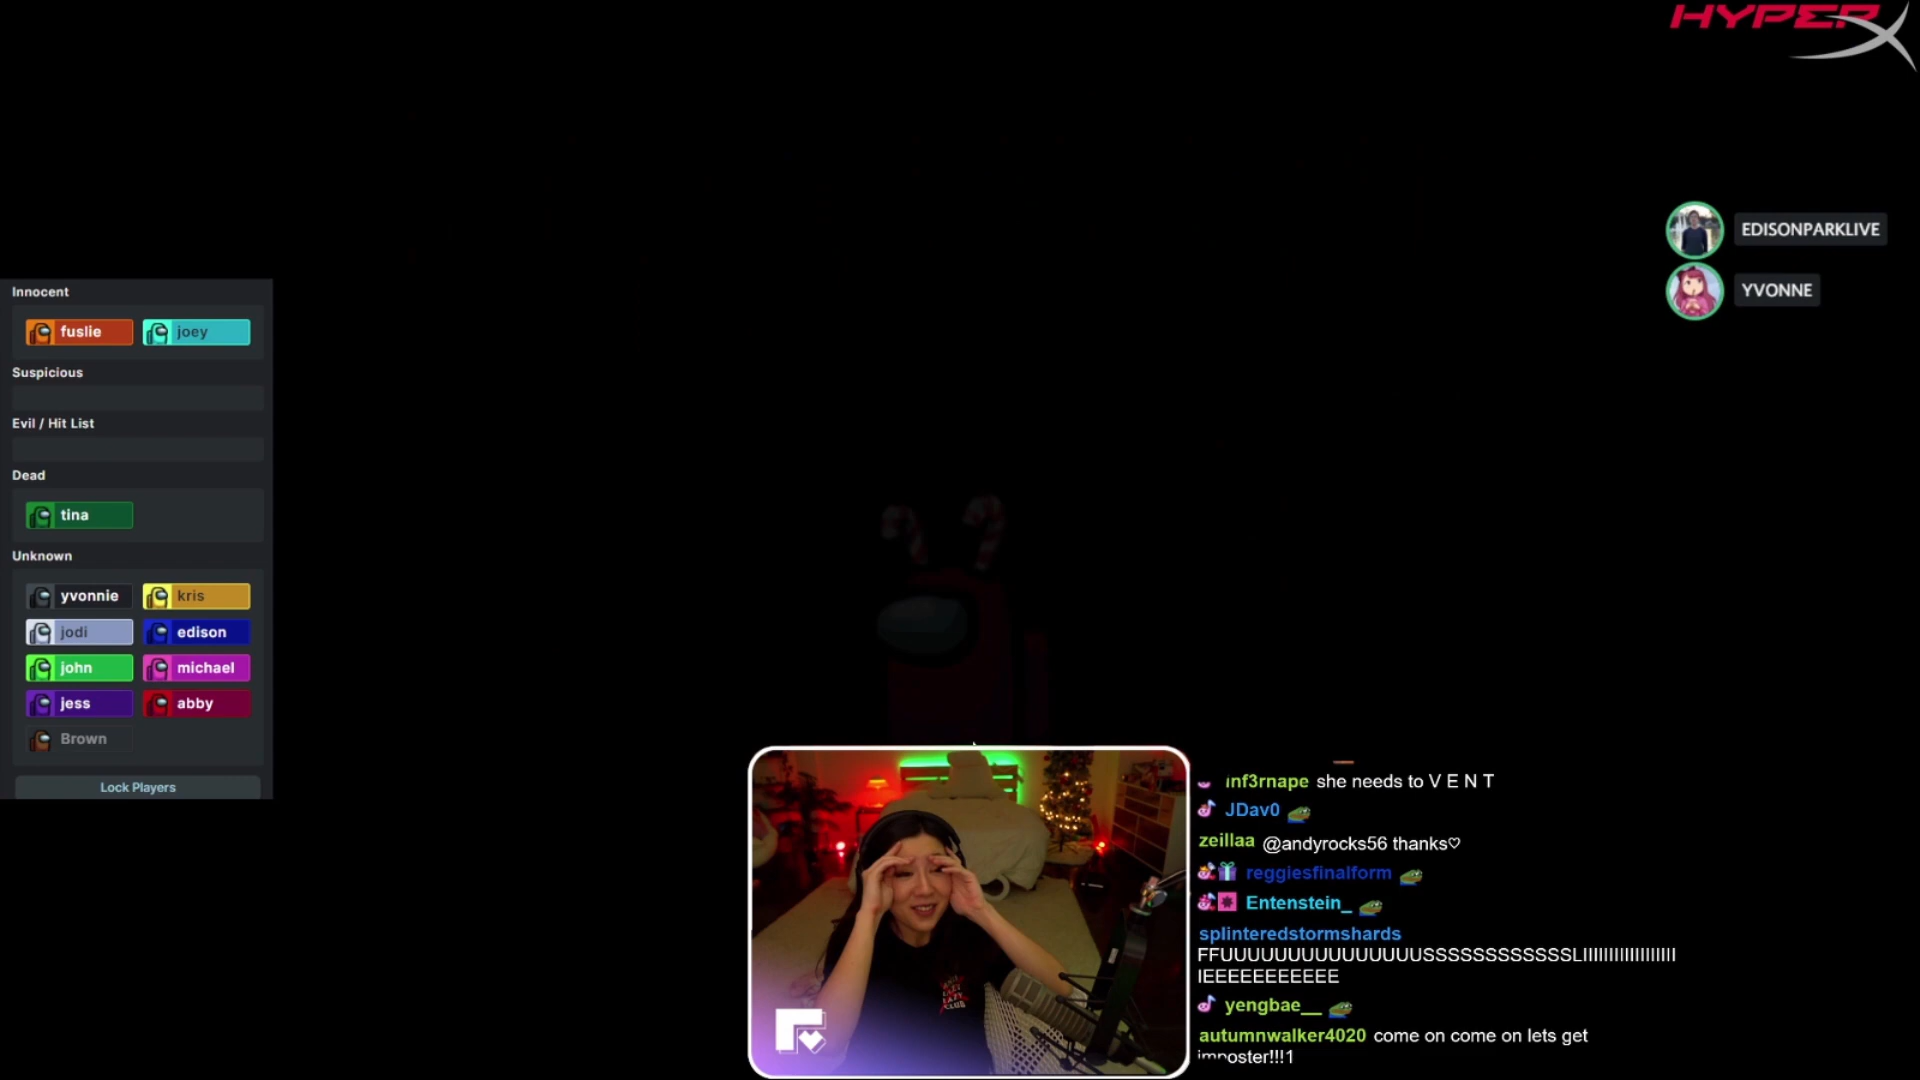 HYPERX
EDISONPARKLIVE
YVONNE
Innocent
fuslie joey
Suspicious
Evil / Hit List
Dead
tina
Unknown
yvonnie kris
jodi edison
john michael
jess abby
Brown
Lock Players
inf3rnape she needs to V E N T
JDav0
zeillaa @andyrocks56 thanks♡
reggiesfinalform
Entenstein_
splinteredstormshards
FFUUUUUUUUUUUUUUUSSSSSSSSSSSSLIIIIIIIIIIIIIIIII
IEEEEEEEEEEE
yengbae__
autumnwalker4020 come on come on lets get
imposter!!!1